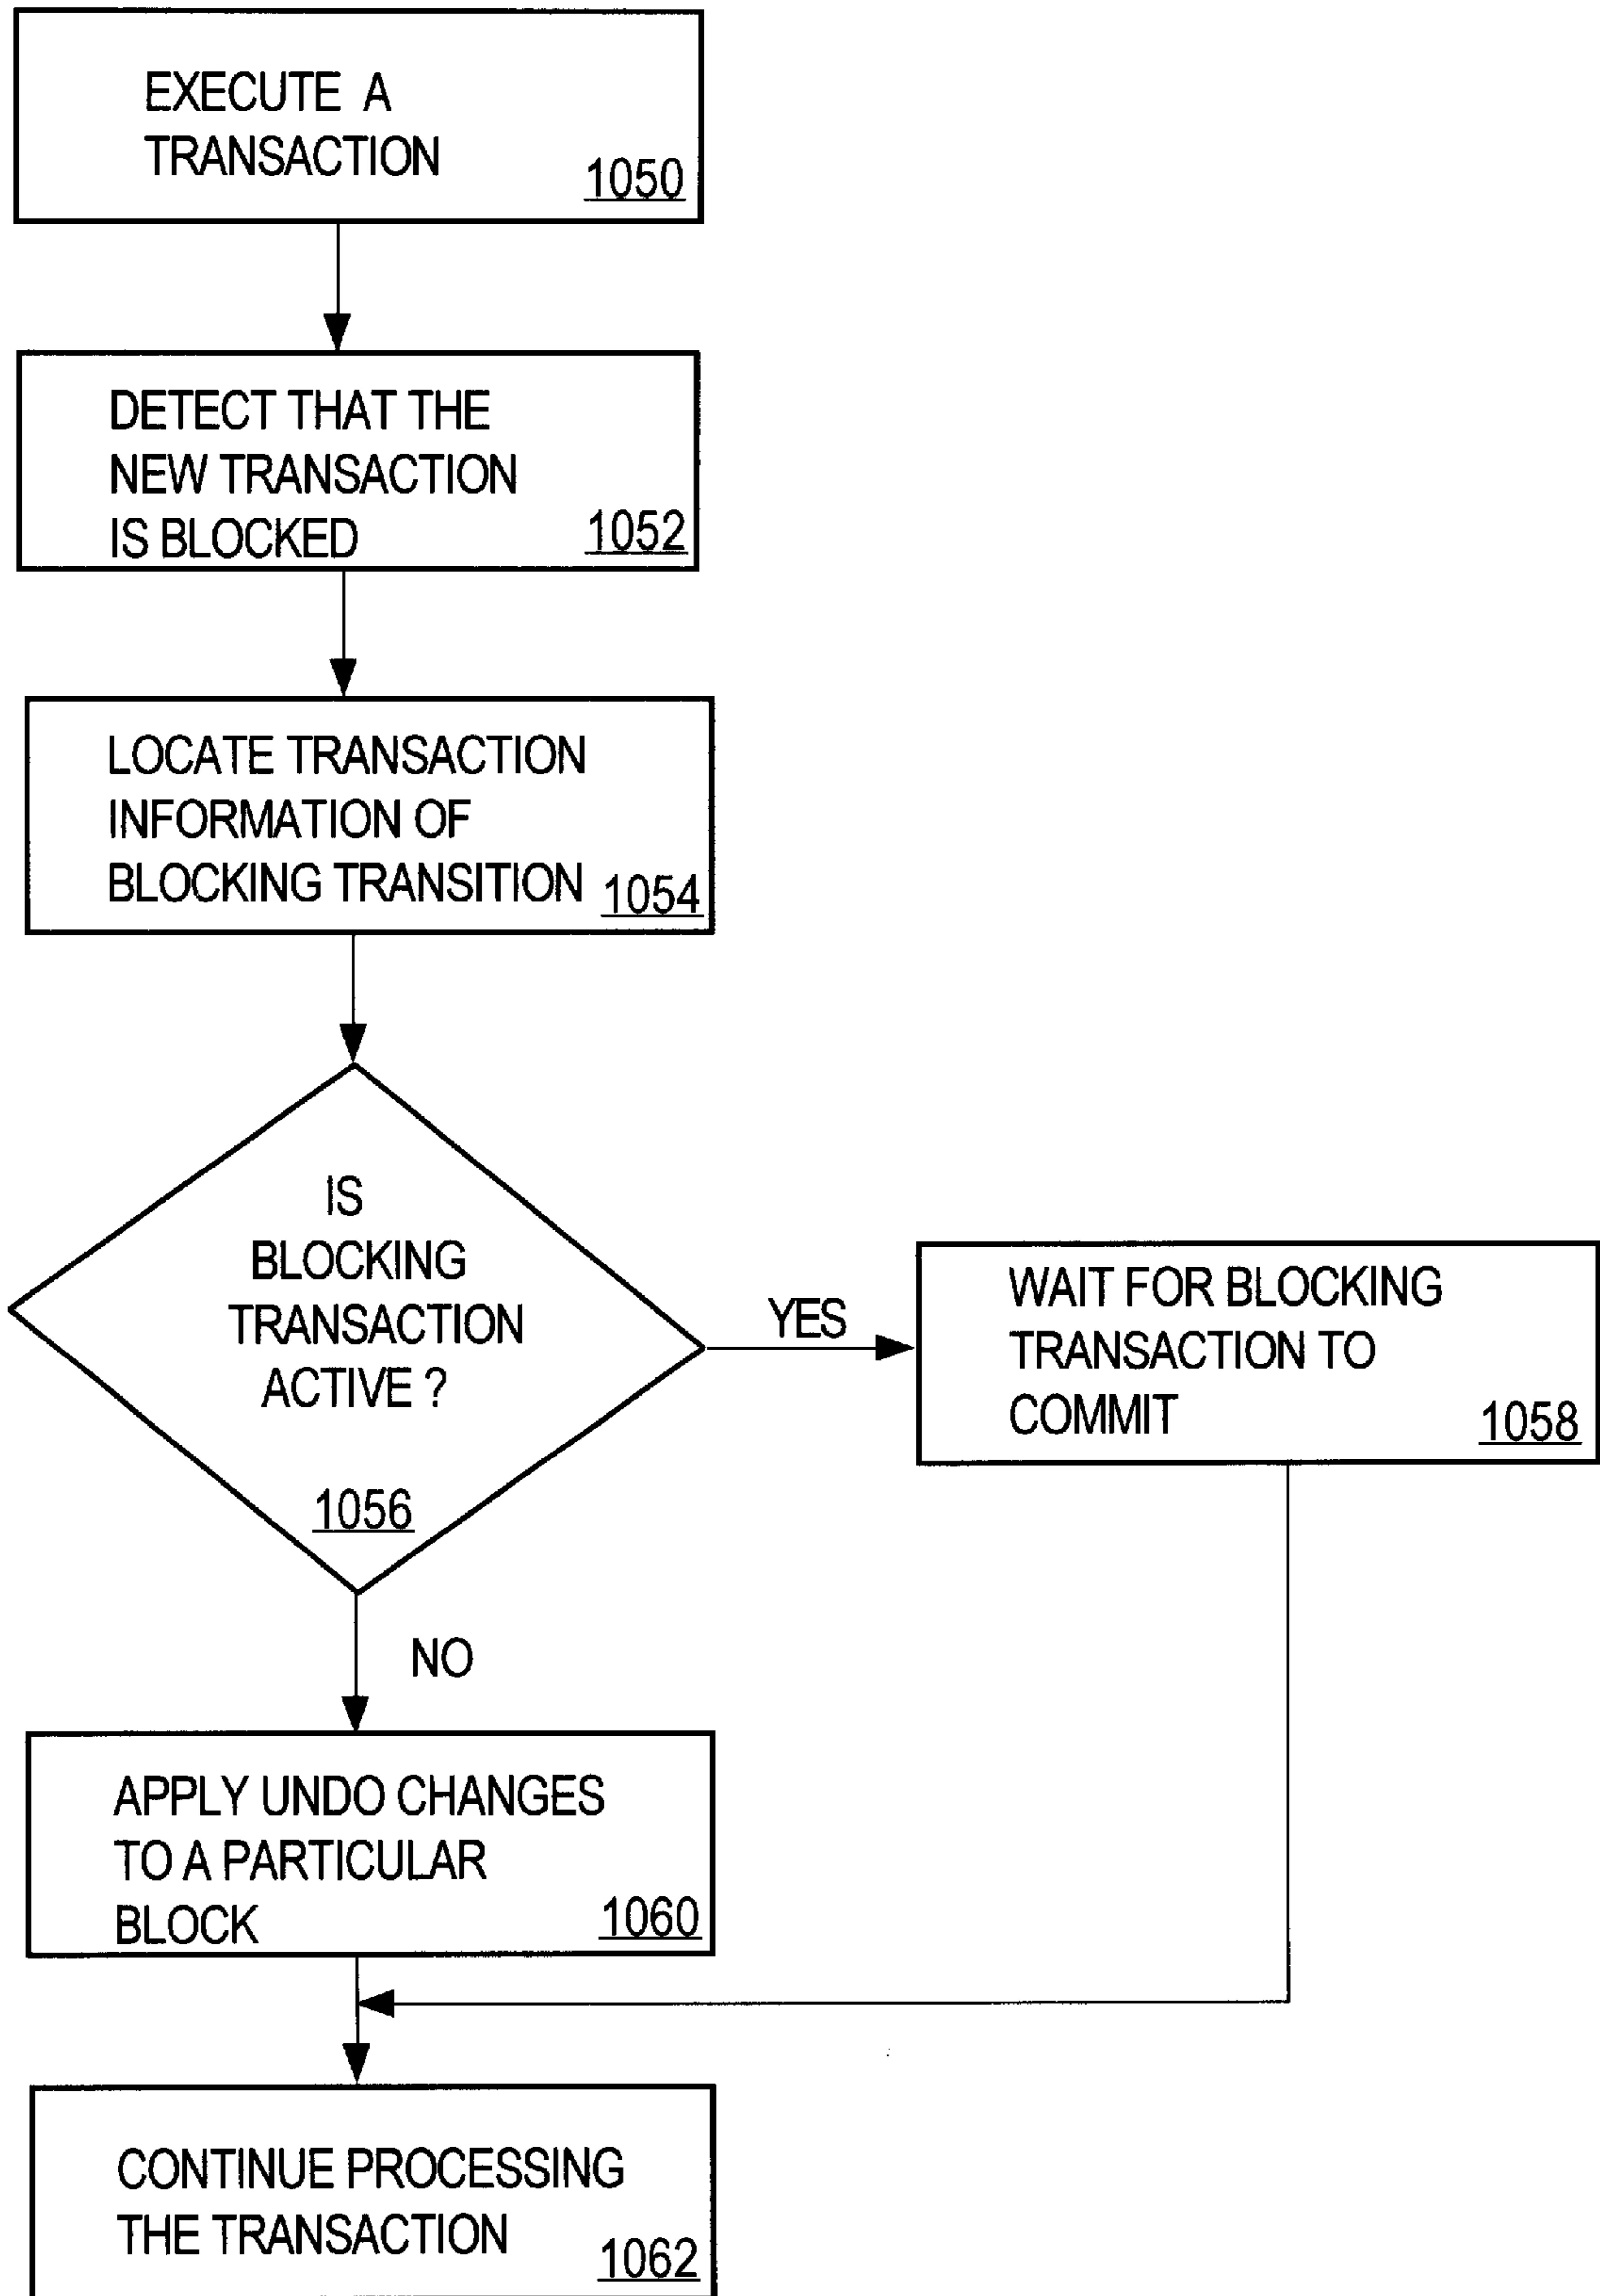 EXECUTE A
TRANSACTION
1050
DETECT THAT THE
NEW TRANSACTION
IS BLOCKED
1052
LOCATE TRANSACTION
INFORMATION OF
BLOCKING TRANSITION
1054
IS
BLOCKING
TRANSACTION
ACTIVE ?
1056
YES
WAIT FOR BLOCKING
TRANSACTION TO
COMMIT
1058
NO
APPLY UNDO CHANGES
TO A PARTICULAR
BLOCK
1060
CONTINUE PROCESSING
THE TRANSACTION
1062